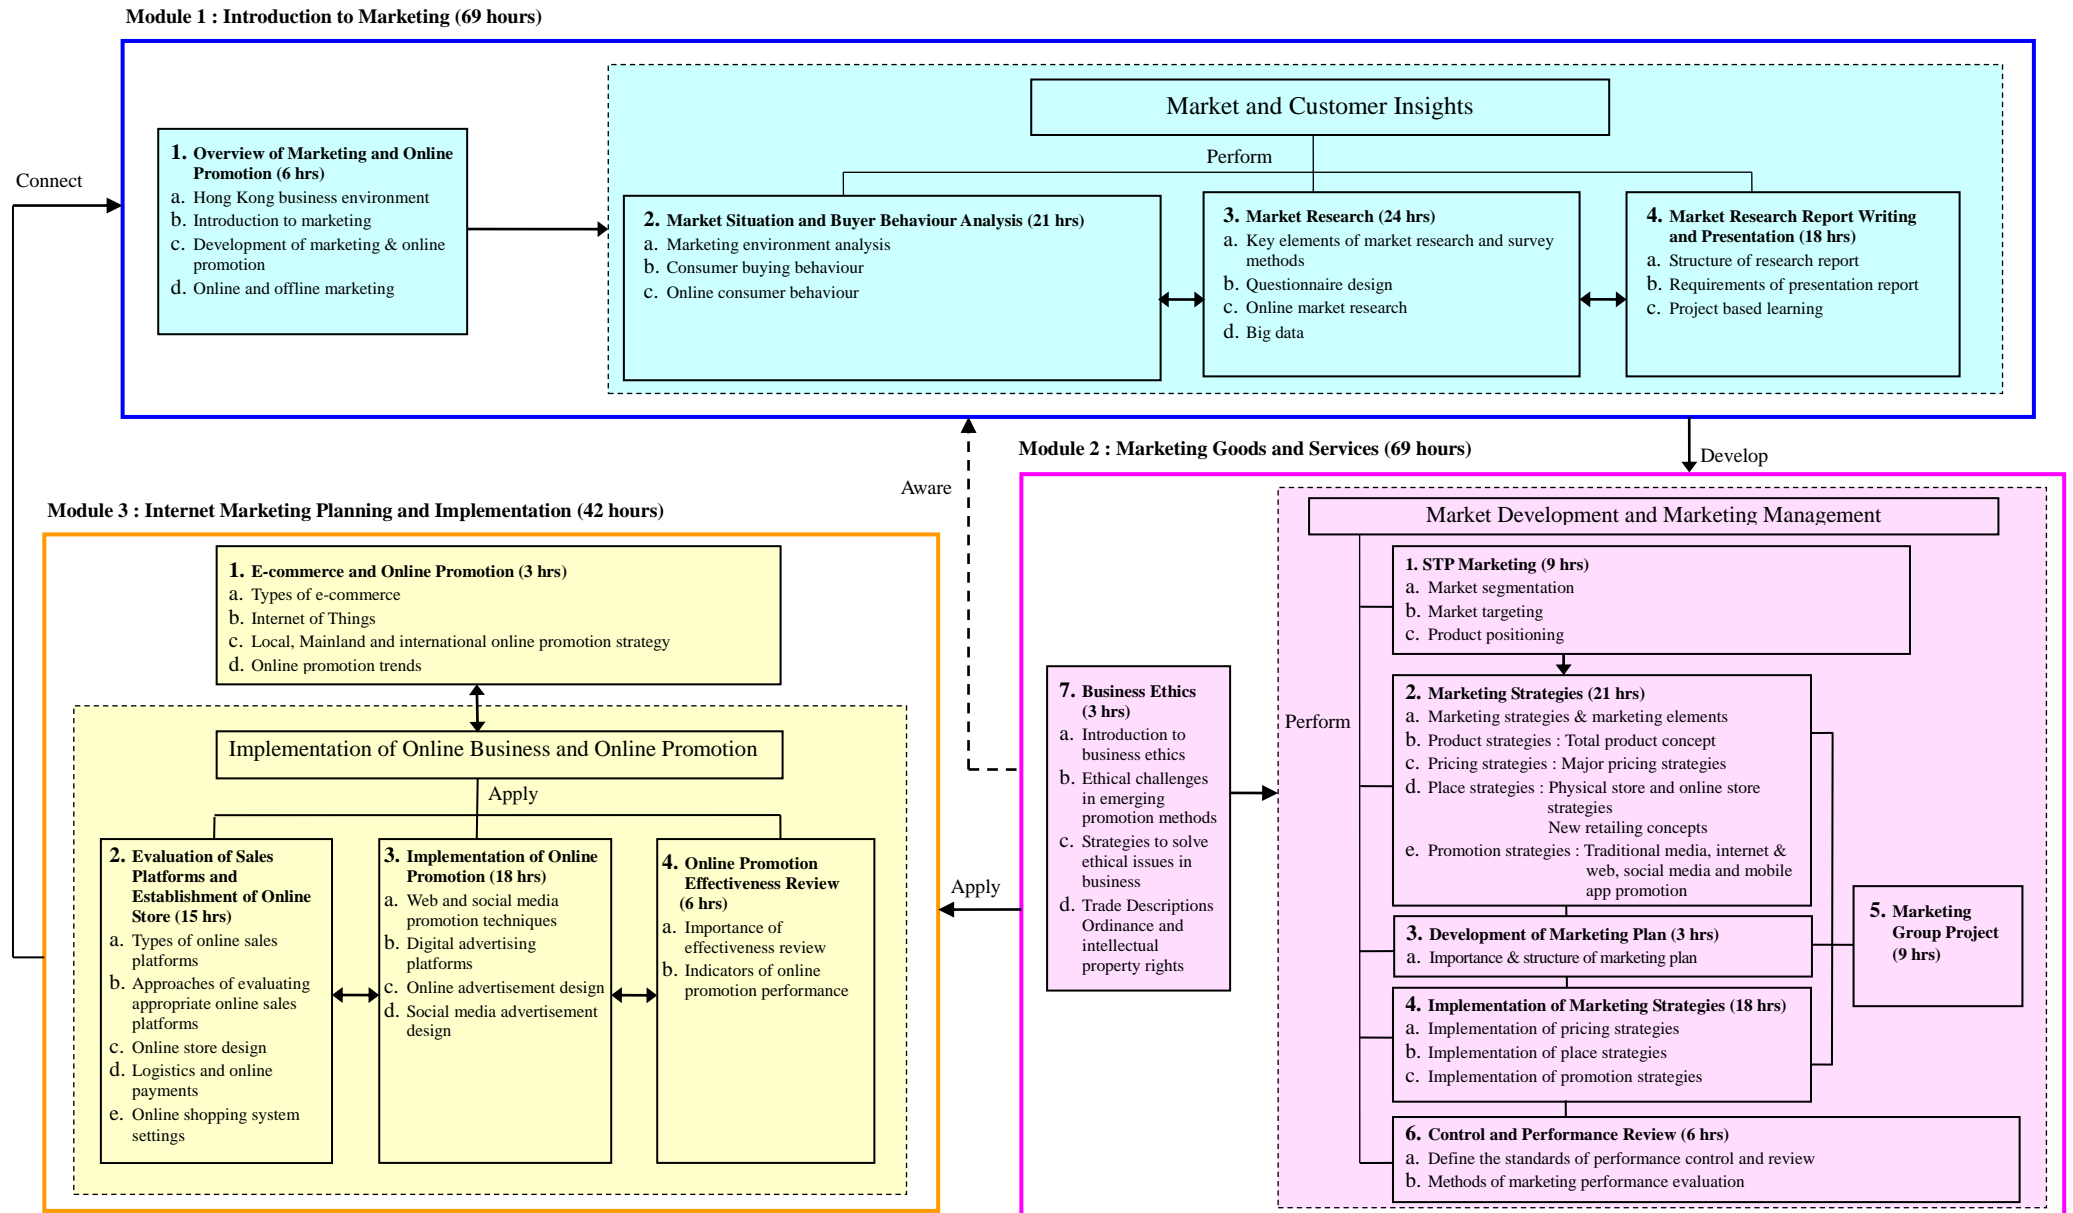 Module 1 : Introduction to Marketing (69 hours)
Connect
1. Overview of Marketing and Online
Promotion (6 hrs)
a. Hong Kong business environment
b. Introduction to marketing
c. Development of marketing & online
promotion
d. Online and offline marketing
Market and Customer Insights
Perform
2. Market Situation and Buyer Behaviour Analysis (21 hrs)
a. Marketing environment analysis
b. Consumer buying behaviour
c. Online consumer behaviour
3. Market Research (24 hrs)
a. Key elements of market research and survey
methods
b. Questionnaire design
c. Online market research
d. Big data
4. Market Research Report Writing
and Presentation (18 hrs)
a. Structure of research report
b. Requirements of presentation report
c. Project based learning
Aware
Develop
Module 2 : Marketing Goods and Services (69 hours)
Market Development and Marketing Management
Perform
1. STP Marketing (9 hrs)
a. Market segmentation
b. Market targeting
c. Product positioning
2. Marketing Strategies (21 hrs)
a. Marketing strategies & marketing elements
b. Product strategies : Total product concept
c. Pricing strategies : Major pricing strategies
d. Place strategies : Physical store and online store
strategies
New retailing concepts
e. Promotion strategies : Traditional media, internet &
web, social media and mobile
app promotion
3. Development of Marketing Plan (3 hrs)
a. Importance & structure of marketing plan
4. Implementation of Marketing Strategies (18 hrs)
a. Implementation of pricing strategies
b. Implementation of place strategies
c. Implementation of promotion strategies
5. Marketing
Group Project
(9 hrs)
6. Control and Performance Review (6 hrs)
a. Define the standards of performance control and review
b. Methods of marketing performance evaluation
7. Business Ethics
(3 hrs)
a. Introduction to
business ethics
b. Ethical challenges
in emerging
promotion methods
c. Strategies to solve
ethical issues in
business
d. Trade Descriptions
Ordinance and
intellectual
property rights
Apply
Module 3 : Internet Marketing Planning and Implementation (42 hours)
1. E-commerce and Online Promotion (3 hrs)
a. Types of e-commerce
b. Internet of Things
c. Local, Mainland and international online promotion strategy
d. Online promotion trends
Implementation of Online Business and Online Promotion
Apply
2. Evaluation of Sales
Platforms and
Establishment of Online
Store (15 hrs)
a. Types of online sales
platforms
b. Approaches of evaluating
appropriate online sales
platforms
c. Online store design
d. Logistics and online
payments
e. Online shopping system
settings
3. Implementation of Online
Promotion (18 hrs)
a. Web and social media
promotion techniques
b. Digital advertising
platforms
c. Online advertisement design
d. Social media advertisement
design
4. Online Promotion
Effectiveness Review
(6 hrs)
a. Importance of
effectiveness review
b. Indicators of online
promotion performance